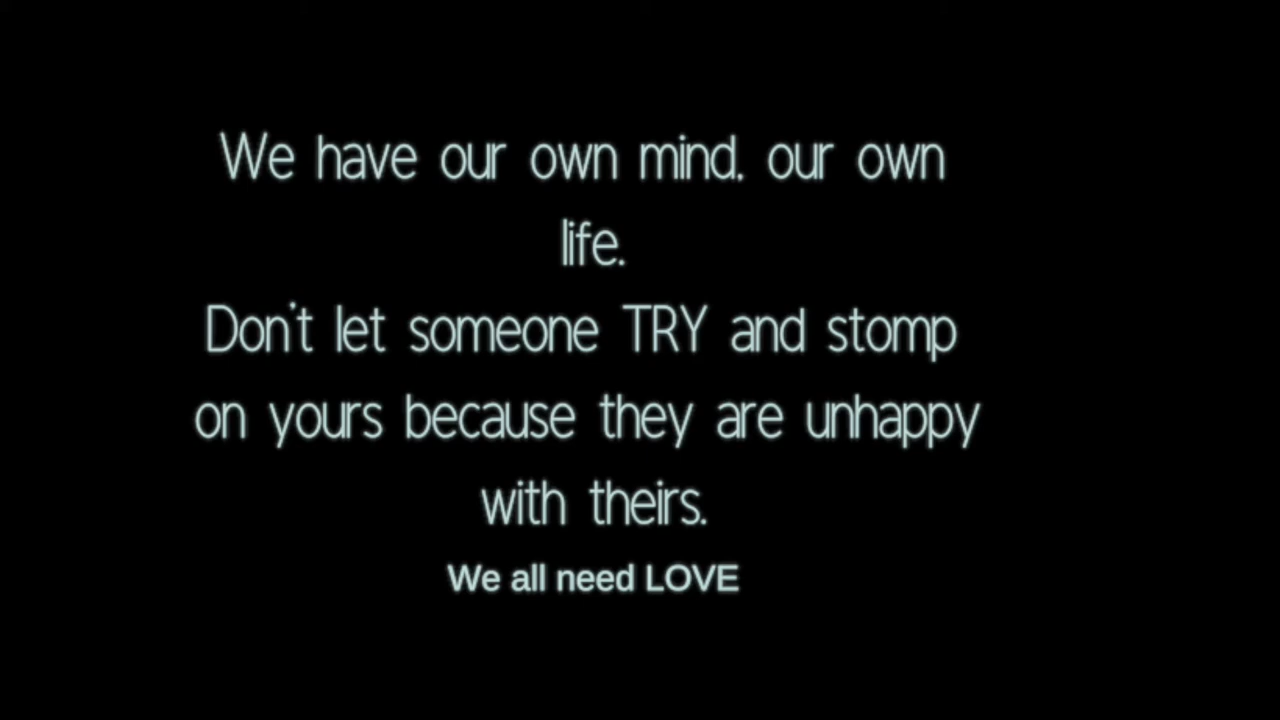 We have our own mind, our own
life.
Don't let someone TRY and stomp
on yours because they are unhappy
with theirs.
We all need LOVE